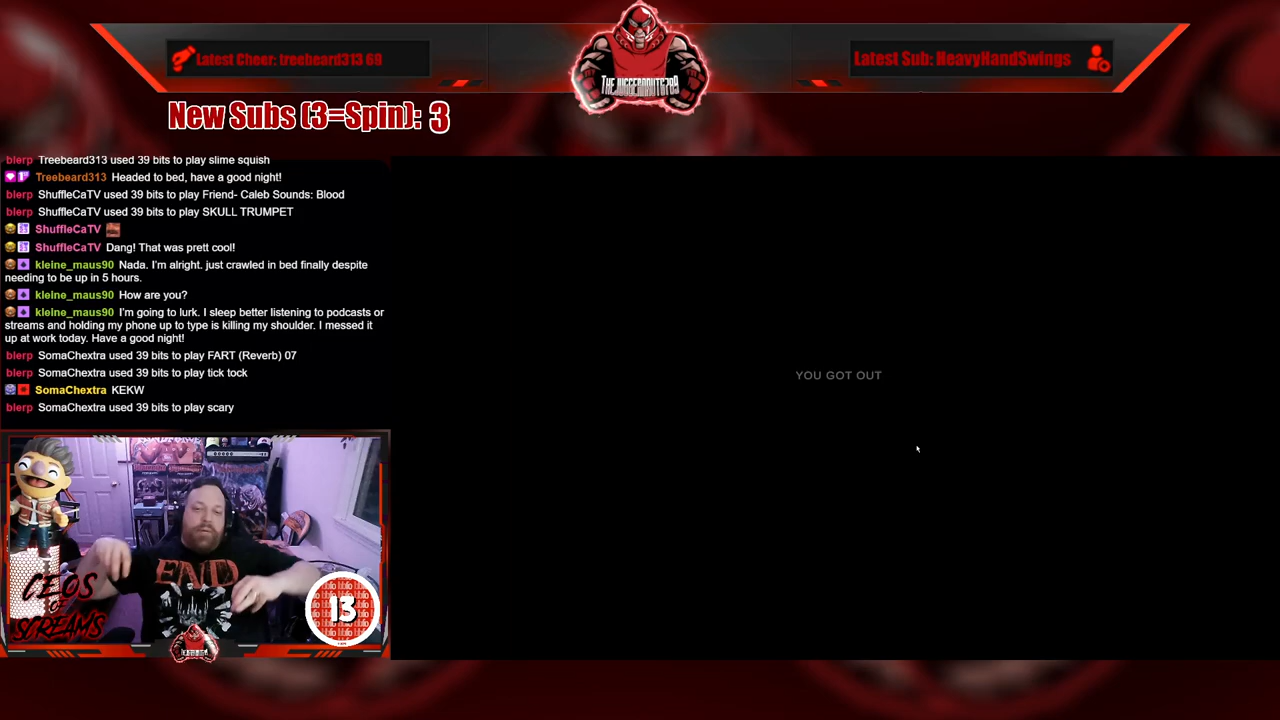 Latest Cheer: treebeard313 69
THEJUGGERNAUT6789
Latest Sub: HeavyHandSwings
New Subs (3=Spin): 3
blerp Treebeard313 used 39 bits to play slime squish
Treebeard313 Headed to bed, have a good night!
blerp ShuffleCaTV used 39 bits to play Friend- Caleb Sounds: Blood
blerp ShuffleCaTV used 39 bits to play SKULL TRUMPET
ShuffleCaTV
ShuffleCaTV Dang! That was prett cool!
kleine_maus90 Nada. I'm alright. just crawled in bed finally despite
needing to be up in 5 hours.
kleine_maus90 How are you?
kleine_maus90 I'm going to lurk. I sleep better listening to podcasts or
streams and holding my phone up to type is killing my shoulder. I messed it
up at work today. Have a good night!
blerp SomaChextra used 39 bits to play FART (Reverb) 07
blerp SomaChextra used 39 bits to play tick tock
SomaChextra KEKW
blerp SomaChextra used 39 bits to play scary
YOU GOT OUT
END
CEOS
OF
SCREAMS
13